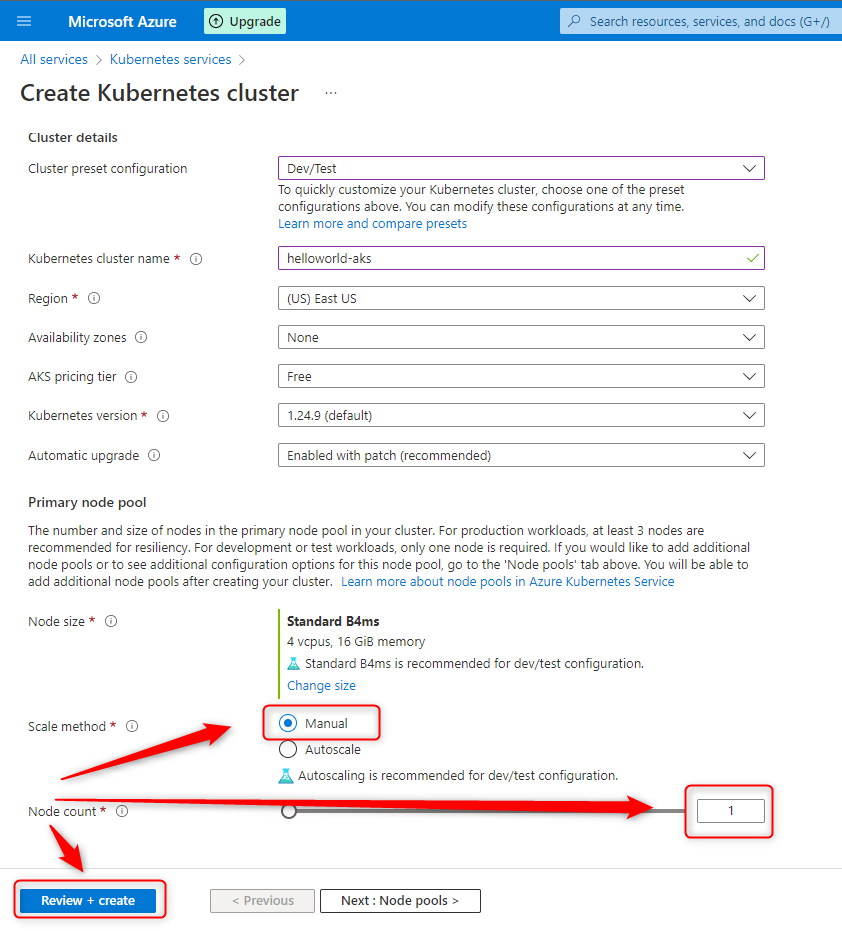 Microsoft Azure
Upgrade
Search resources, services, and docs (G+/)
All services > Kubernetes services >
Create Kubernetes cluster ...
Cluster details
Cluster preset configuration
Dev/Test
To quickly customize your Kubernetes cluster, choose one of the preset
configurations above. You can modify these configurations at any time.
Learn more and compare presets
Kubernetes cluster name *
helloworld-aks
Region *
(US) East US
Availability zones
None
AKS pricing tier
Free
Kubernetes version *
1.24.9 (default)
Automatic upgrade
Enabled with patch (recommended)
Primary node pool
The number and size of nodes in the primary node pool in your cluster. For production workloads, at least 3 nodes are
recommended for resiliency. For development or test workloads, only one node is required. If you would like to add additional
node pools or to see additional configuration options for this node pool, go to the 'Node pools' tab above. You will be able to
add additional node pools after creating your cluster. Learn more about node pools in Azure Kubernetes Service
Node size *
Standard B4ms
4 vcpus, 16 GiB memory
Standard B4ms is recommended for dev/test configuration.
Change size
Scale method *
Manual
Autoscale
Autoscaling is recommended for dev/test configuration.
Node count *
1
Review + create
< Previous
Next : Node pools >